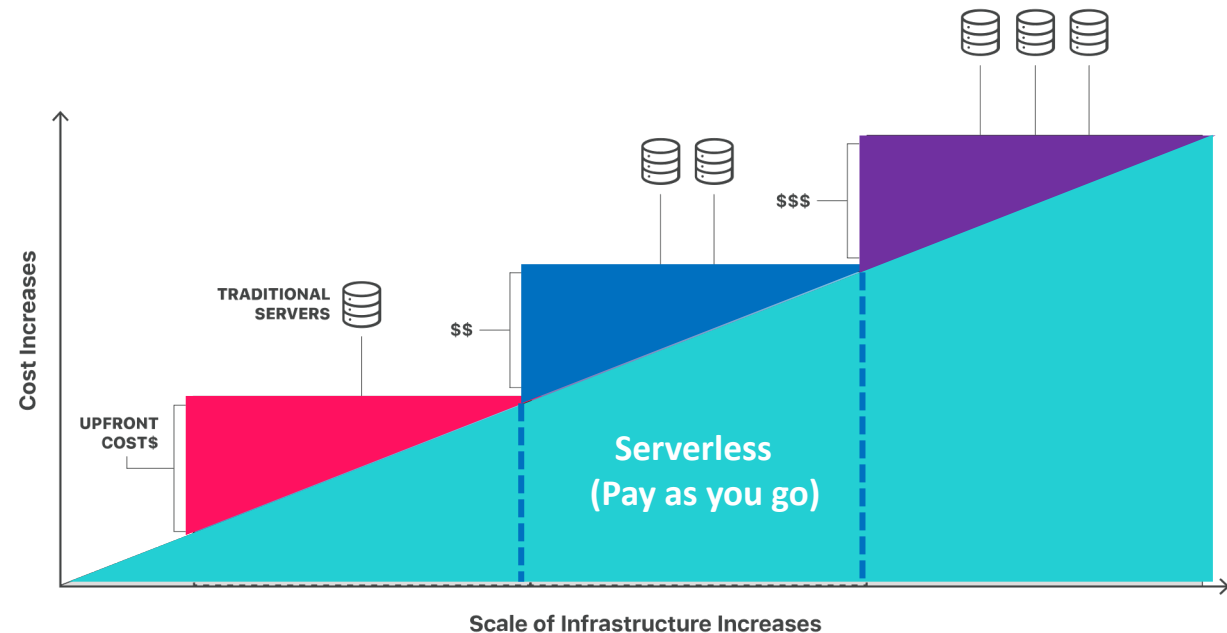 $$$
Cost Increases
TRADITIONAL
SERVERS
$$
UPFRONT
COST$
Serverless
(Pay as you go)
Scale of Infrastructure Increases